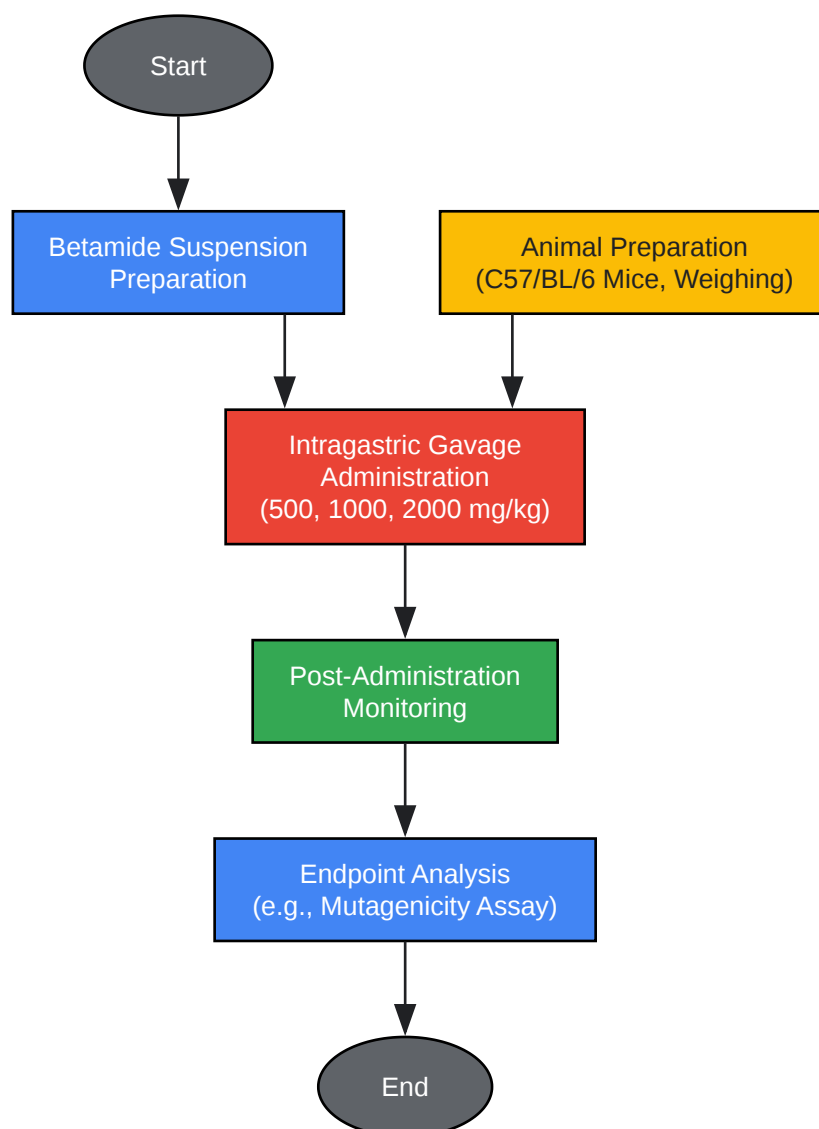 Start
Betamide Suspension
Preparation
Animal Preparation
(C57/BL/6 Mice, Weighing)
Intragastric Gavage
Administration
(500, 1000, 2000 mg/kg)
Post-Administration
Monitoring
Endpoint Analysis
(e.g., Mutagenicity Assay)
End